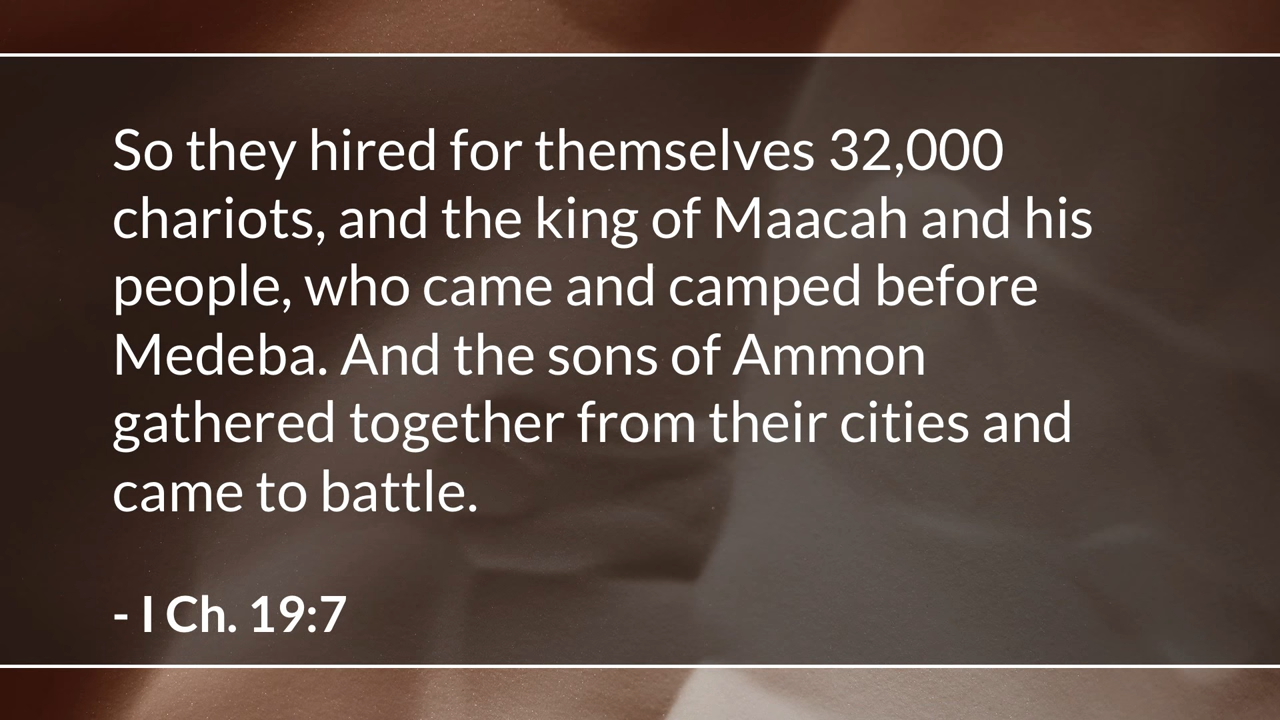 So they hired for themselves 32,000
chariots, and the king of Maacah and his
people, who came and camped before
Medeba. And the sons of Ammon
gathered together from their cities and
came to battle.
- I Ch. 19:7